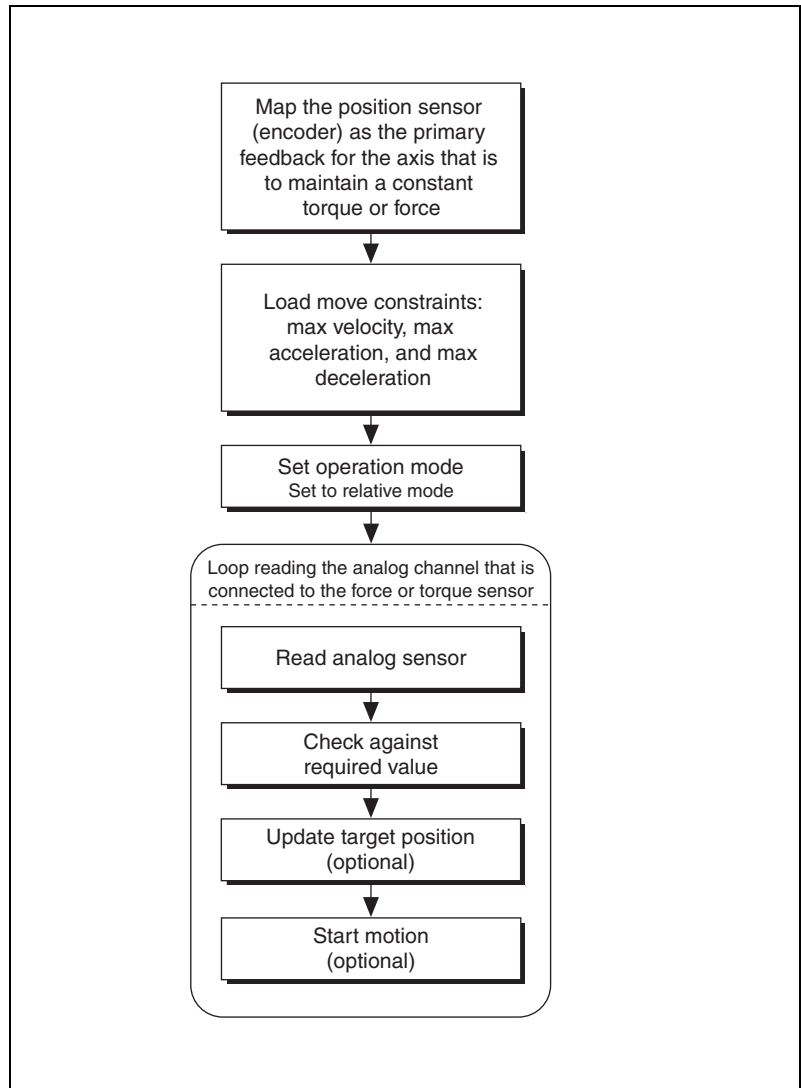 Map the position sensor
(encoder) as the primary
feedback for the axis that is
to maintain a constant
torque or force
Load move constraints:
max velocity, max
acceleration, and max
deceleration
Set operation mode
Set to relative mode
Loop reading the analog channel that is
connected to the force or torque sensor
Read analog sensor
Check against
required value
Update target position
(optional)
Start motion
(optional)